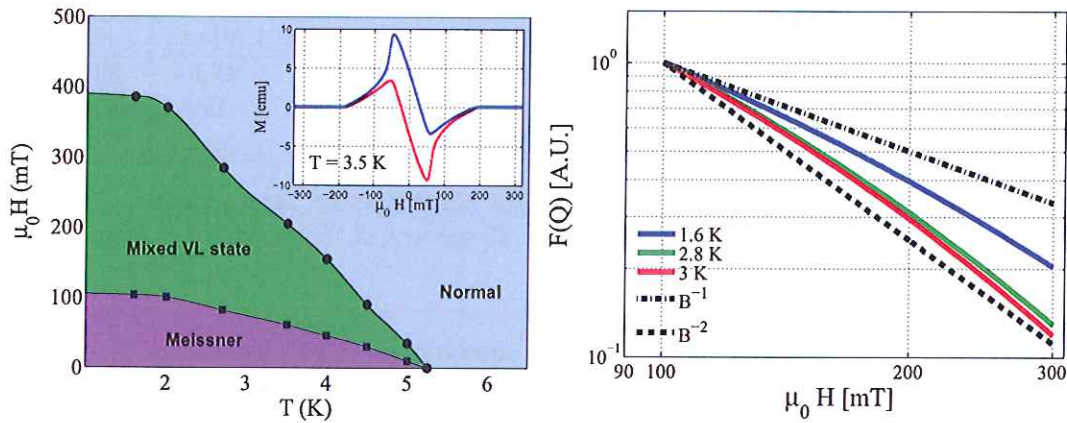 500
400
300
200
100
0
μ₀H (mT)
2
3
4
5
6
T (K)
Mixed VL state
Meissner
Normal
10
5
0
−5
−10
M [emu]
−300
−200
−100
0
100
200
300
μ₀ H [mT]
T = 3.5 K
10⁰
10⁻¹
F(Q) [A.U.]
90
100
200
300
μ₀ H [mT]
1.6 K
2.8 K
3 K
B⁻¹
B⁻²